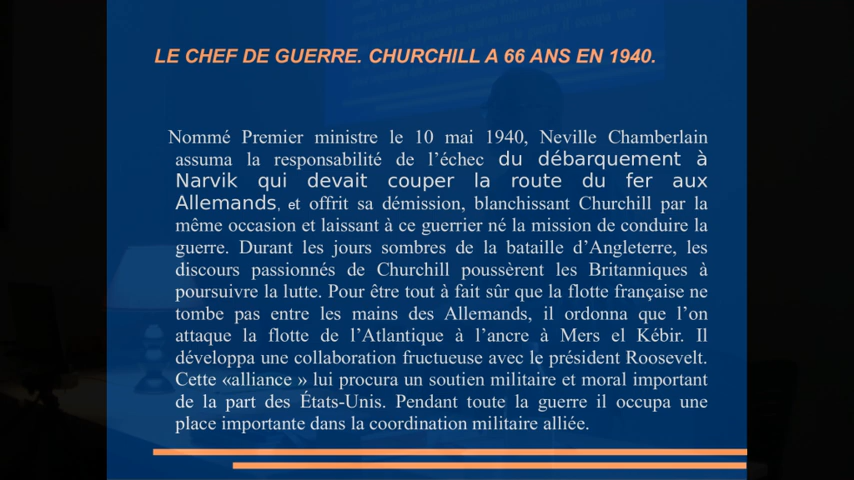 LE CHEF DE GUERRE. CHURCHILL A 66 ANS EN 1940.
Nommé Premier ministre le 10 mai 1940, Neville Chamberlain
assuma la responsabilité de l’échec du débarquement à
Narvik qui devait couper la route du fer aux
Allemands, et offrit sa démission, blanchissant Churchill par la
même occasion et laissant à ce guerrier né la mission de conduire la
guerre. Durant les jours sombres de la bataille d’Angleterre, les
discours passionnés de Churchill poussèrent les Britanniques à
poursuivre la lutte. Pour être tout à fait sûr que la flotte française ne
tombe pas entre les mains des Allemands, il ordonna que l’on
attaque la flotte de l’Atlantique à l’ancre à Mers el Kébir. Il
développa une collaboration fructueuse avec le président Roosevelt.
Cette «alliance » lui procura un soutien militaire et moral important
de la part des États-Unis. Pendant toute la guerre il occupa une
place importante dans la coordination militaire alliée.